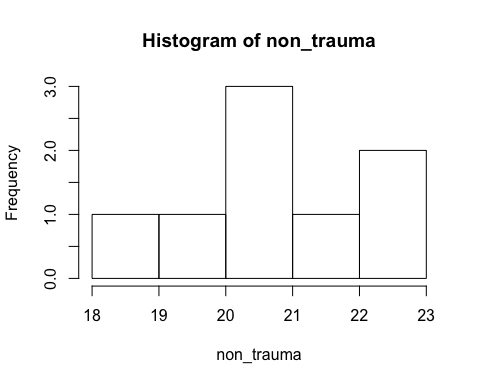 Histogram of non_trauma
Frequency
3.0
2.0
1.0
0.0
18 19 20 21 22 23
non_trauma